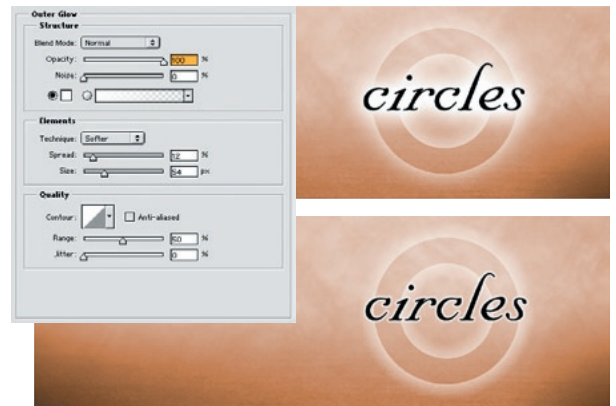 Outer Glow
Structure
Blend Mode: Normal
Opacity: 100 %
Noise: 0 %
Elements
Technique: Softer
Spread: 12 %
Size: 54 px
Quality
Contour: Anti-aliased
Range: 50 %
Jitter: 0 %
circles
circles